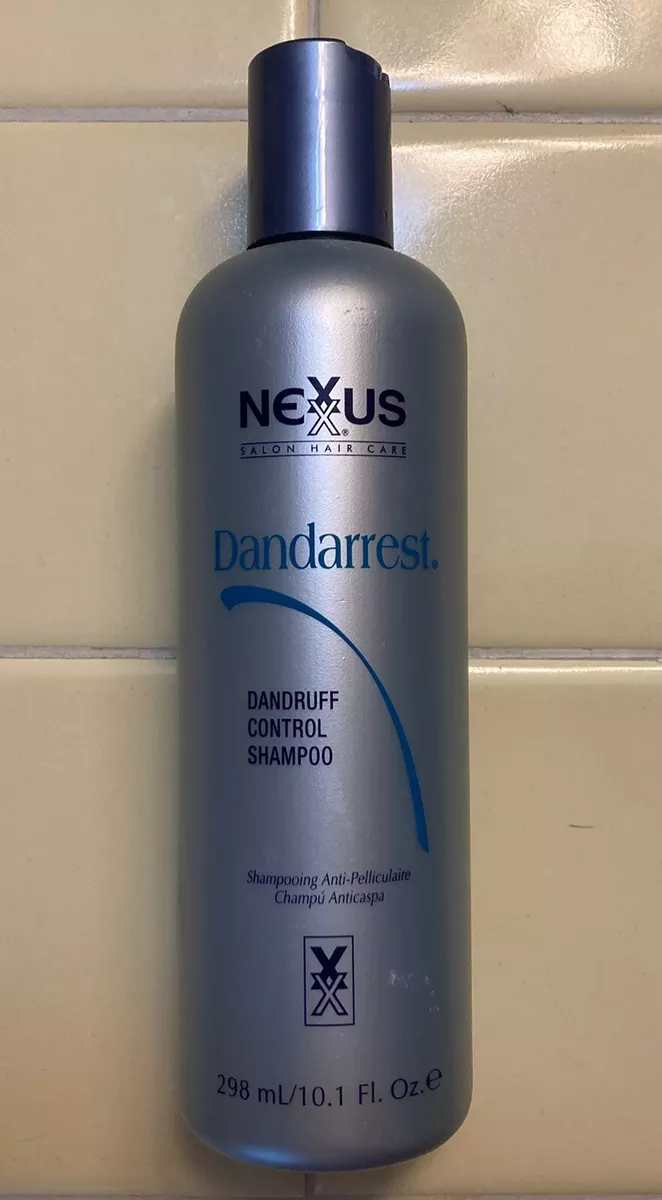 NEXXUS®
SALON HAIR CARE
Dandarrest®
DANDRUFF
CONTROL
SHAMPOO
Shampooing Anti-Pelliculaire
Champú Anticaspa
298 mL/10.1 Fl. Oz.℮